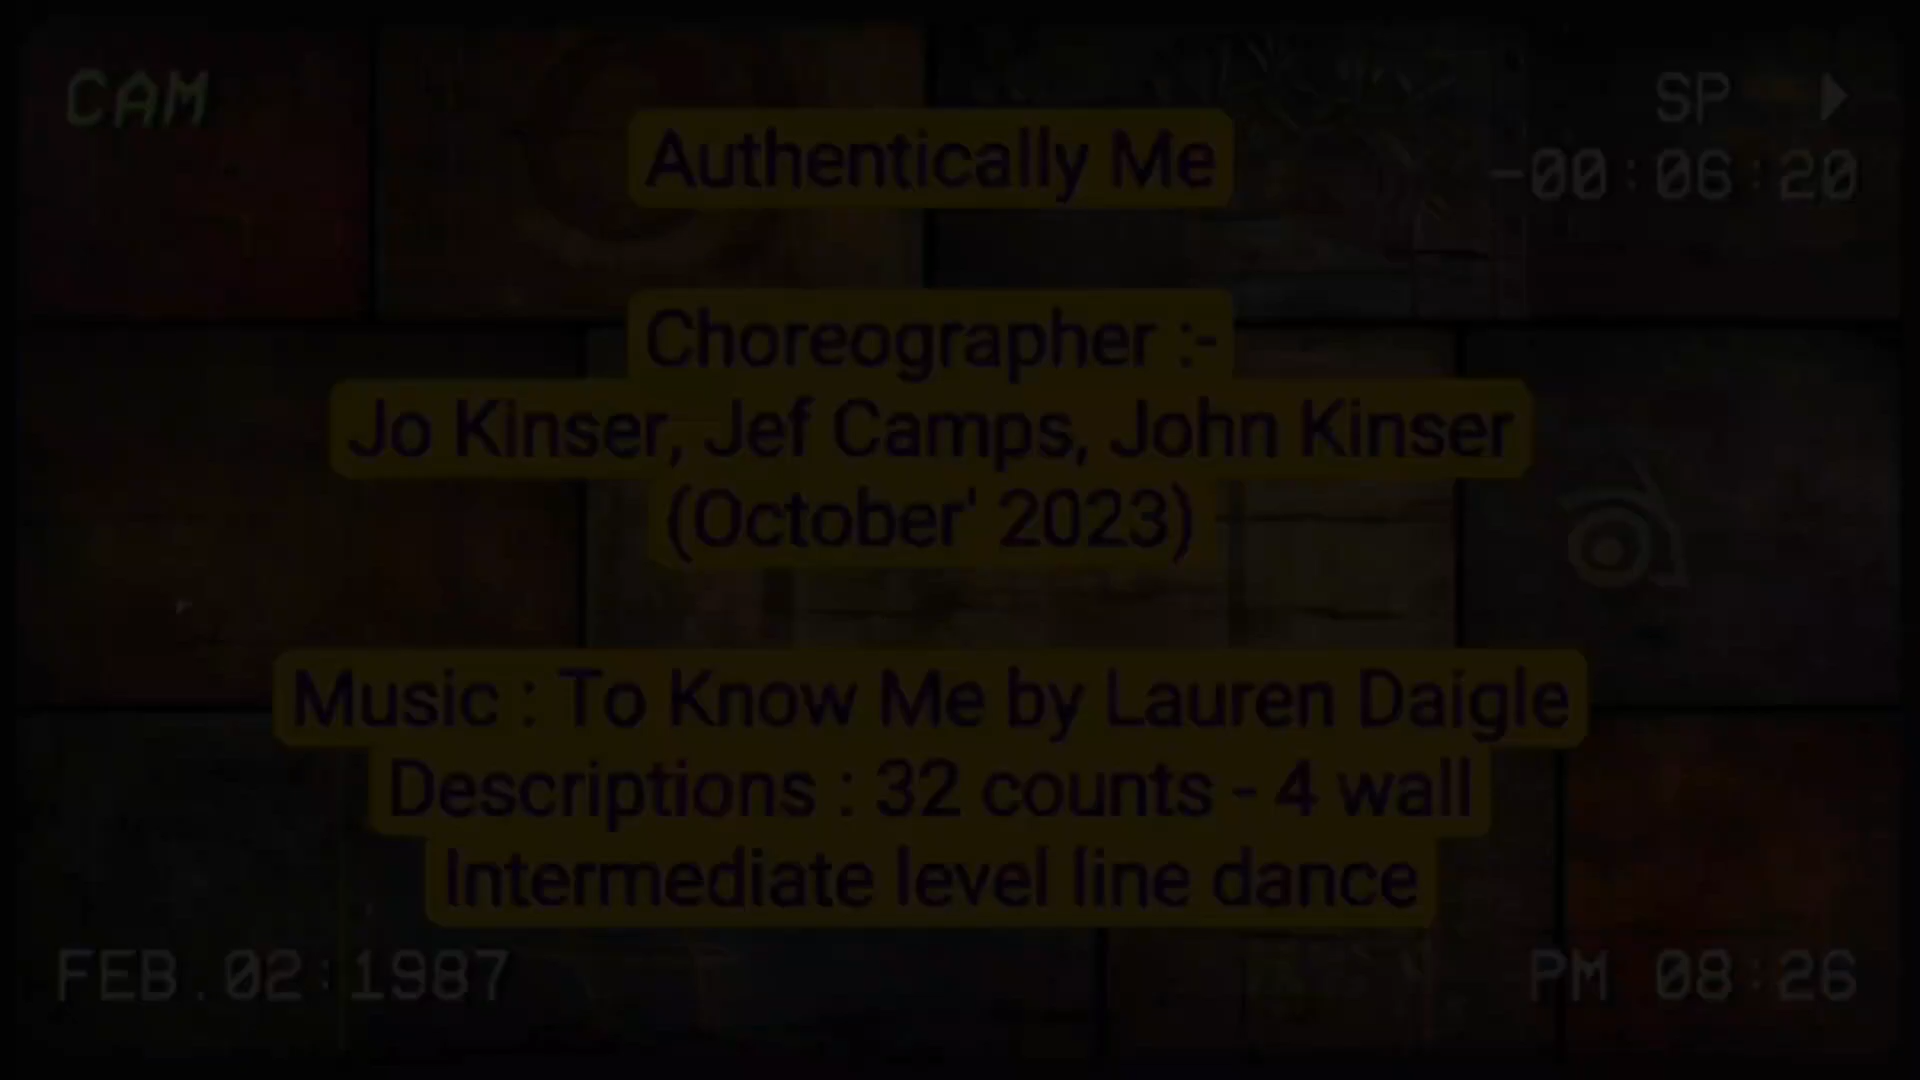 CAM
SP
-00:06:20
Authentically Me
Choreographer :-
Jo Kinser, Jef Camps, John Kinser
(October' 2023)
Music : To Know Me by Lauren Daigle
Descriptions : 32 counts - 4 wall
Intermediate level line dance
FEB.02:1987
PM 08:26